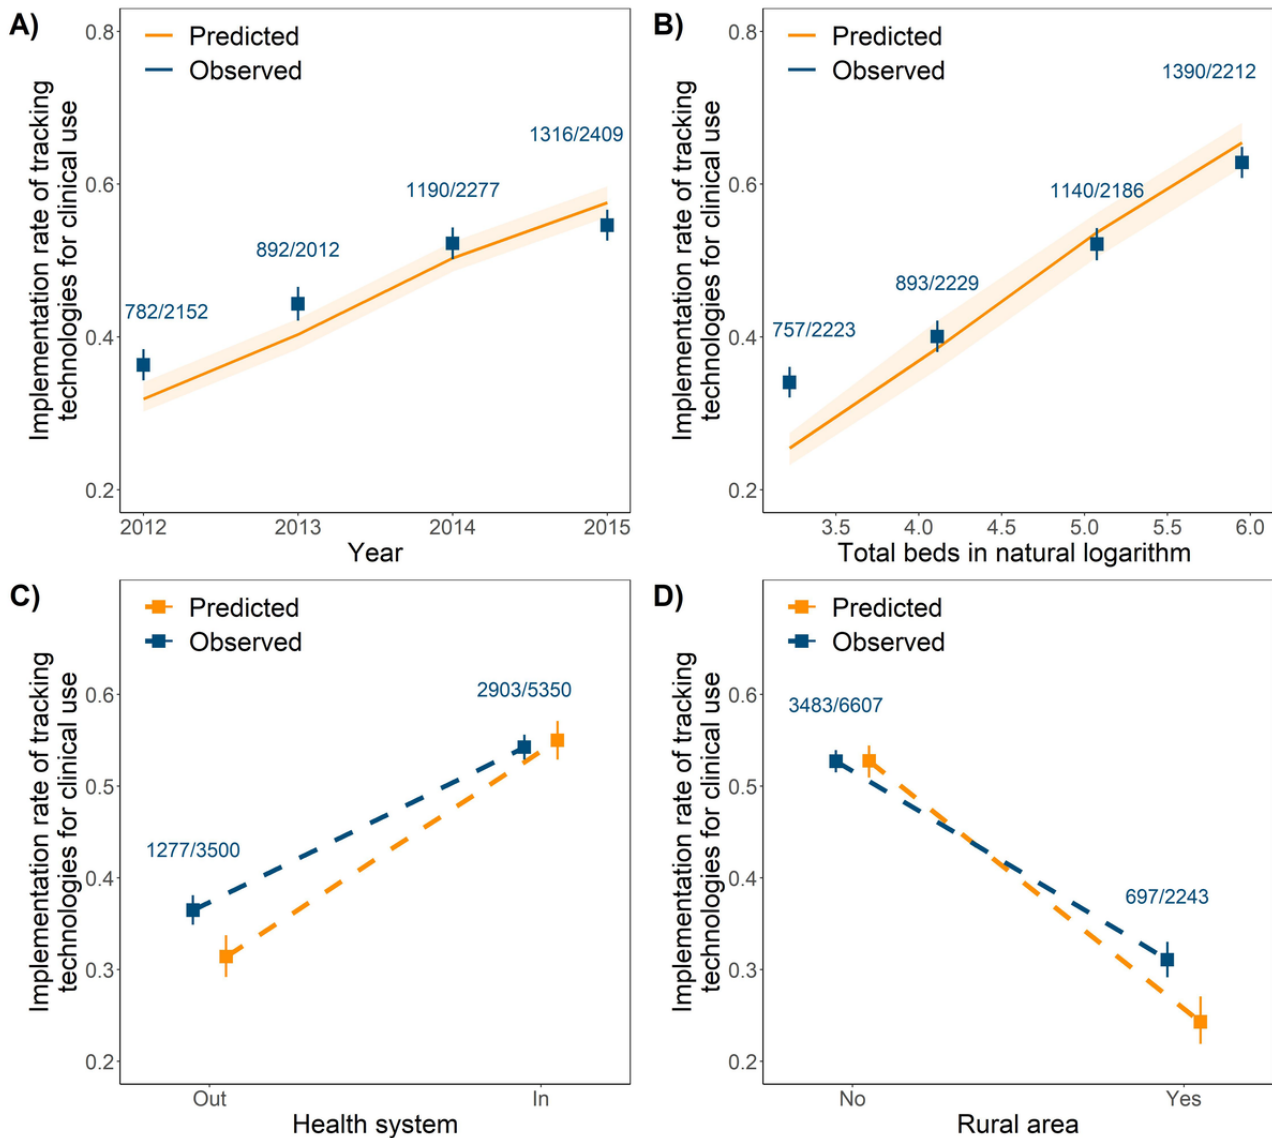 A)
Predicted
Observed
0.8
0.6
0.4
0.2
782/2152
892/2012
1190/2277
1316/2409
2012
2013
2014
2015
Year
Implementation rate of tracking
technologies for clinical use
B)
Predicted
Observed
0.8
0.6
0.4
0.2
757/2223
893/2229
1140/2186
1390/2212
3.5
4.0
4.5
5.0
5.5
6.0
Total beds in natural logarithm
Implementation rate of tracking
technologies for clinical use
C)
Predicted
Observed
0.6
0.5
0.4
0.3
0.2
1277/3500
2903/5350
Out
In
Health system
Implementation rate of tracking
technologies for clinical use
D)
Predicted
Observed
0.6
0.5
0.4
0.3
0.2
3483/6607
697/2243
No
Yes
Rural area
Implementation rate of tracking
technologies for clinical use